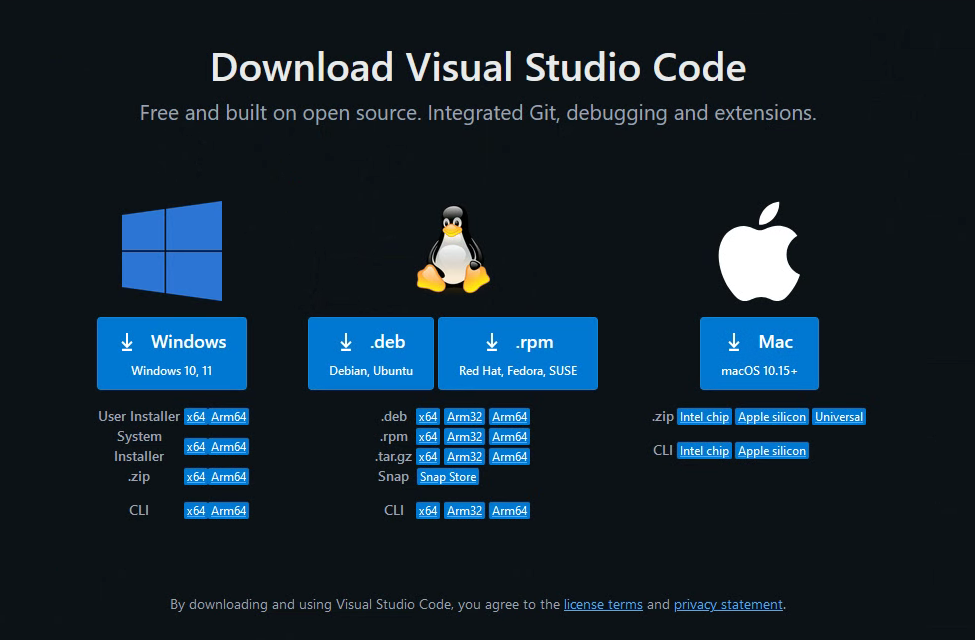 Download Visual Studio Code
Free and built on open source. Integrated Git, debugging and extensions.
Windows
Windows 10, 11
User Installer x64 Arm64
System
Installer
x64 Arm64
.zip x64 Arm64
CLI x64 Arm64
.deb
Debian, Ubuntu
.rpm
Red Hat, Fedora, SUSE
.deb x64 Arm32 Arm64
.rpm x64 Arm32 Arm64
.tar.gz x64 Arm32 Arm64
Snap Snap Store
CLI x64 Arm32 Arm64
Mac
macOS 10.15+
.zip Intel chip Apple silicon Universal
CLI Intel chip Apple silicon
By downloading and using Visual Studio Code, you agree to the license terms and privacy statement.